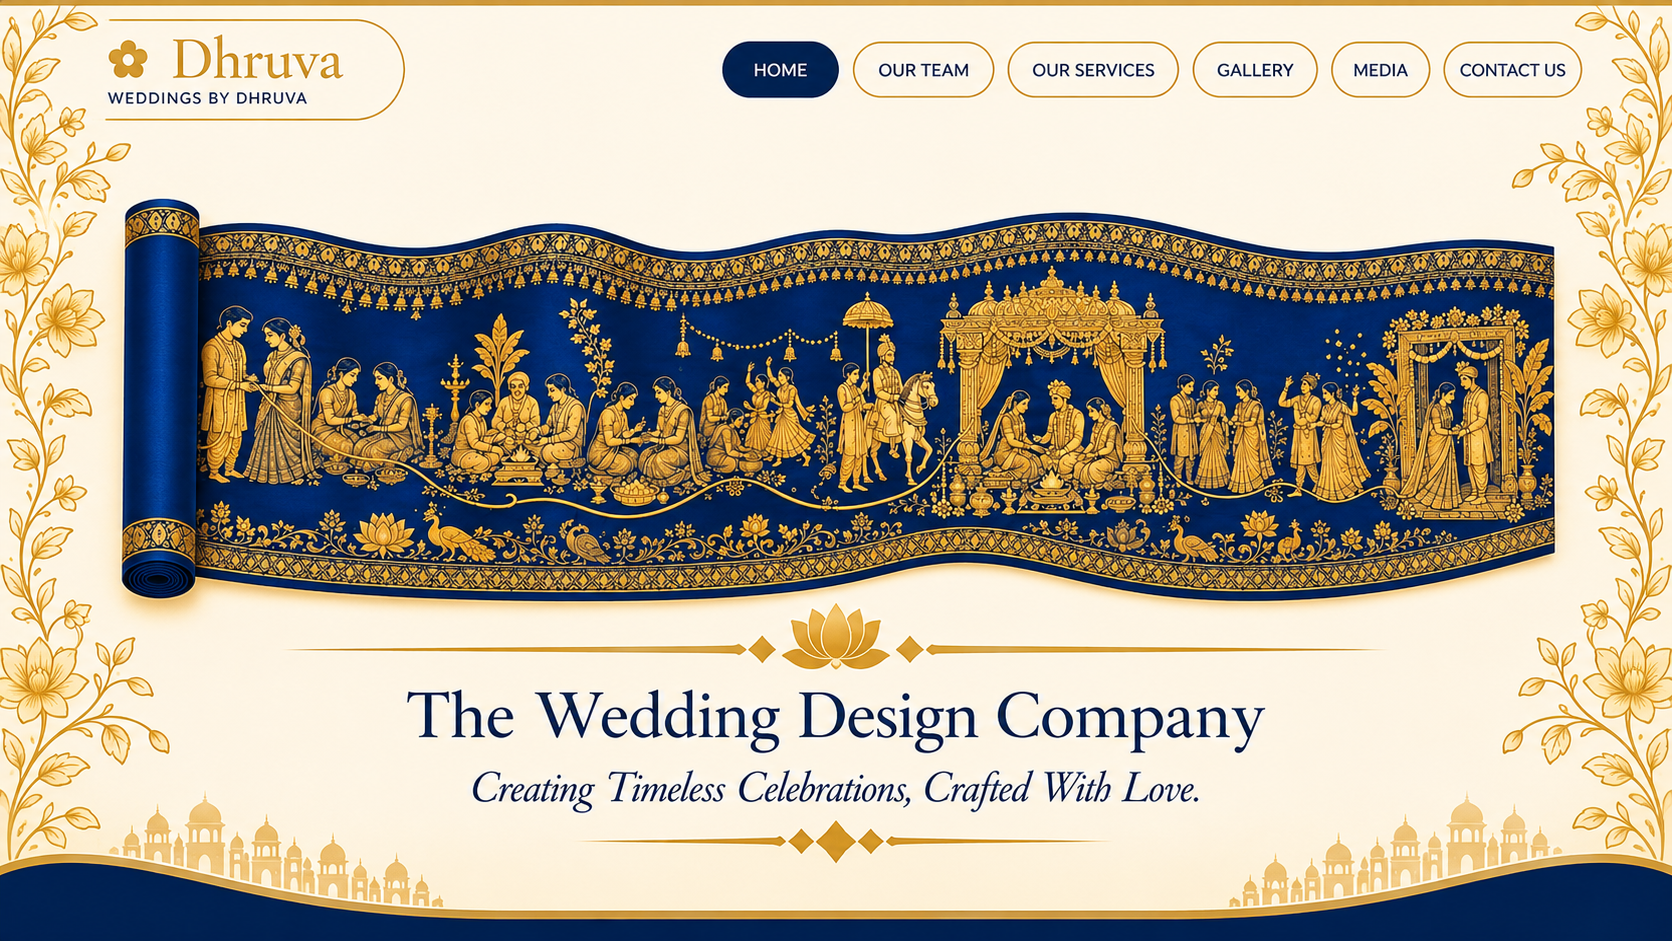 Dhruva
WEDDINGS BY DHRUVA
HOME
OUR TEAM
OUR SERVICES
GALLERY
MEDIA
CONTACT US
The Wedding Design Company
Creating Timeless Celebrations, Crafted With Love.